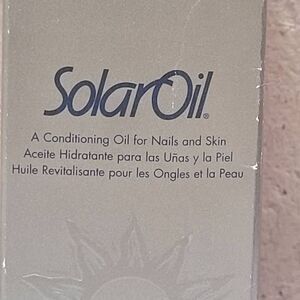 SolarOil®
A Conditioning Oil for Nails and Skin
Aceite Hidratante para las Uñas y la Piel
Huile Revitalisante pour les Ongles et la Peau